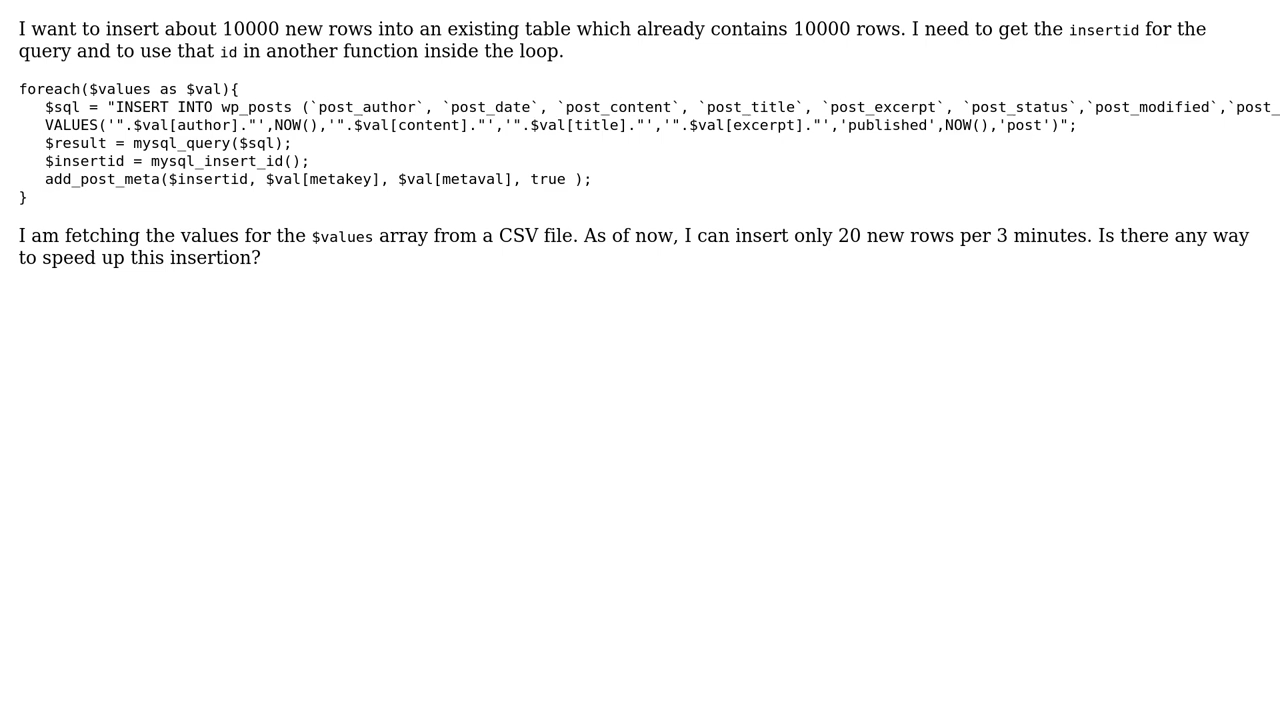 I want to insert about 10000 new rows into an existing table which already contains 10000 rows. I need to get the insertid for the
query and to use that id in another function inside the loop.
foreach($values as $val){
$sql = "INSERT INTO wp_posts (`post_author`, `post_date`, `post_content`, `post_title`, `post_excerpt`, `post_status`,`post_modified`,`post_
VALUES('".$val[author]."',NOW(),'".$val[content]."','".$val[title]."','".$val[excerpt]."','published',NOW(),'post')";
$result = mysql_query($sql);
$insertid = mysql_insert_id();
add_post_meta($insertid, $val[metakey], $val[metaval], true );
}
I am fetching the values for the $values array from a CSV file. As of now, I can insert only 20 new rows per 3 minutes. Is there any way
to speed up this insertion?